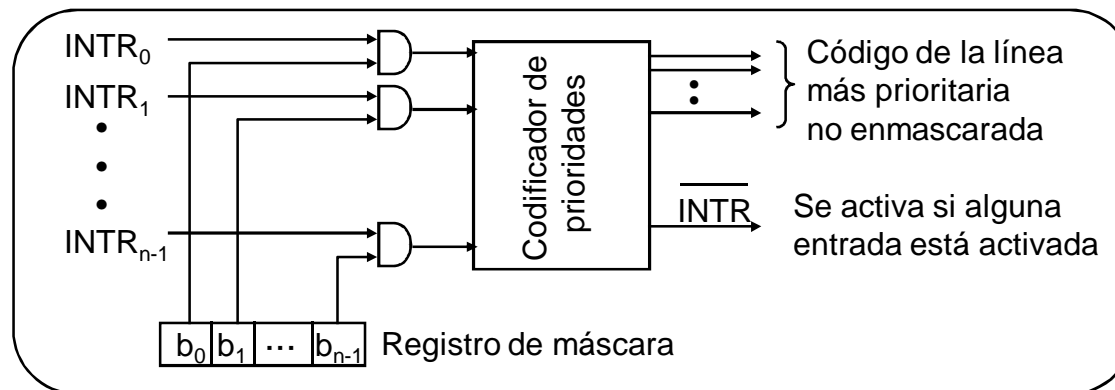 INTR0
INTR1
INTRn-1
Codificador de
prioridades
Código de la línea
más prioritaria
no enmascarada
INTR
Se activa si alguna
entrada está activada
b0 b1 ... bn-1
Registro de máscara